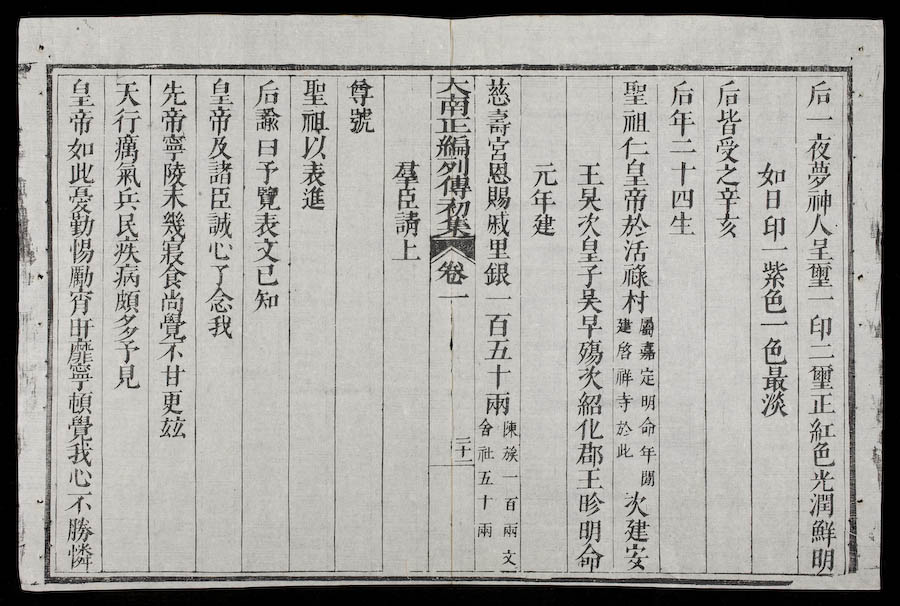 后一夜夢神人呈璽一印二璽正紅色光潤鮮明
如日印一紫色一色最淡
后皆受之辛亥
后年二十四生
聖祖仁皇帝於活祿村屬嘉定明命年間建啓祥寺於此次建安
王昊次皇子吴早殤次紹化郡王昣明命
元年建
慈壽宮恩賜戚里銀一百五十兩陳族一百兩文會社五十兩
大南正編列傳初集 卷一 二十一
羣臣請上
尊號
聖祖以表進
后諭曰予覽表文已知
皇帝及諸臣誠心了念我
先帝寧陵未幾寢食尚覺不甘更玆
天行癘氣兵民疾病頗多予見
皇帝如此憂勤惕勵宵旰靡寧頓覺我心不勝憐